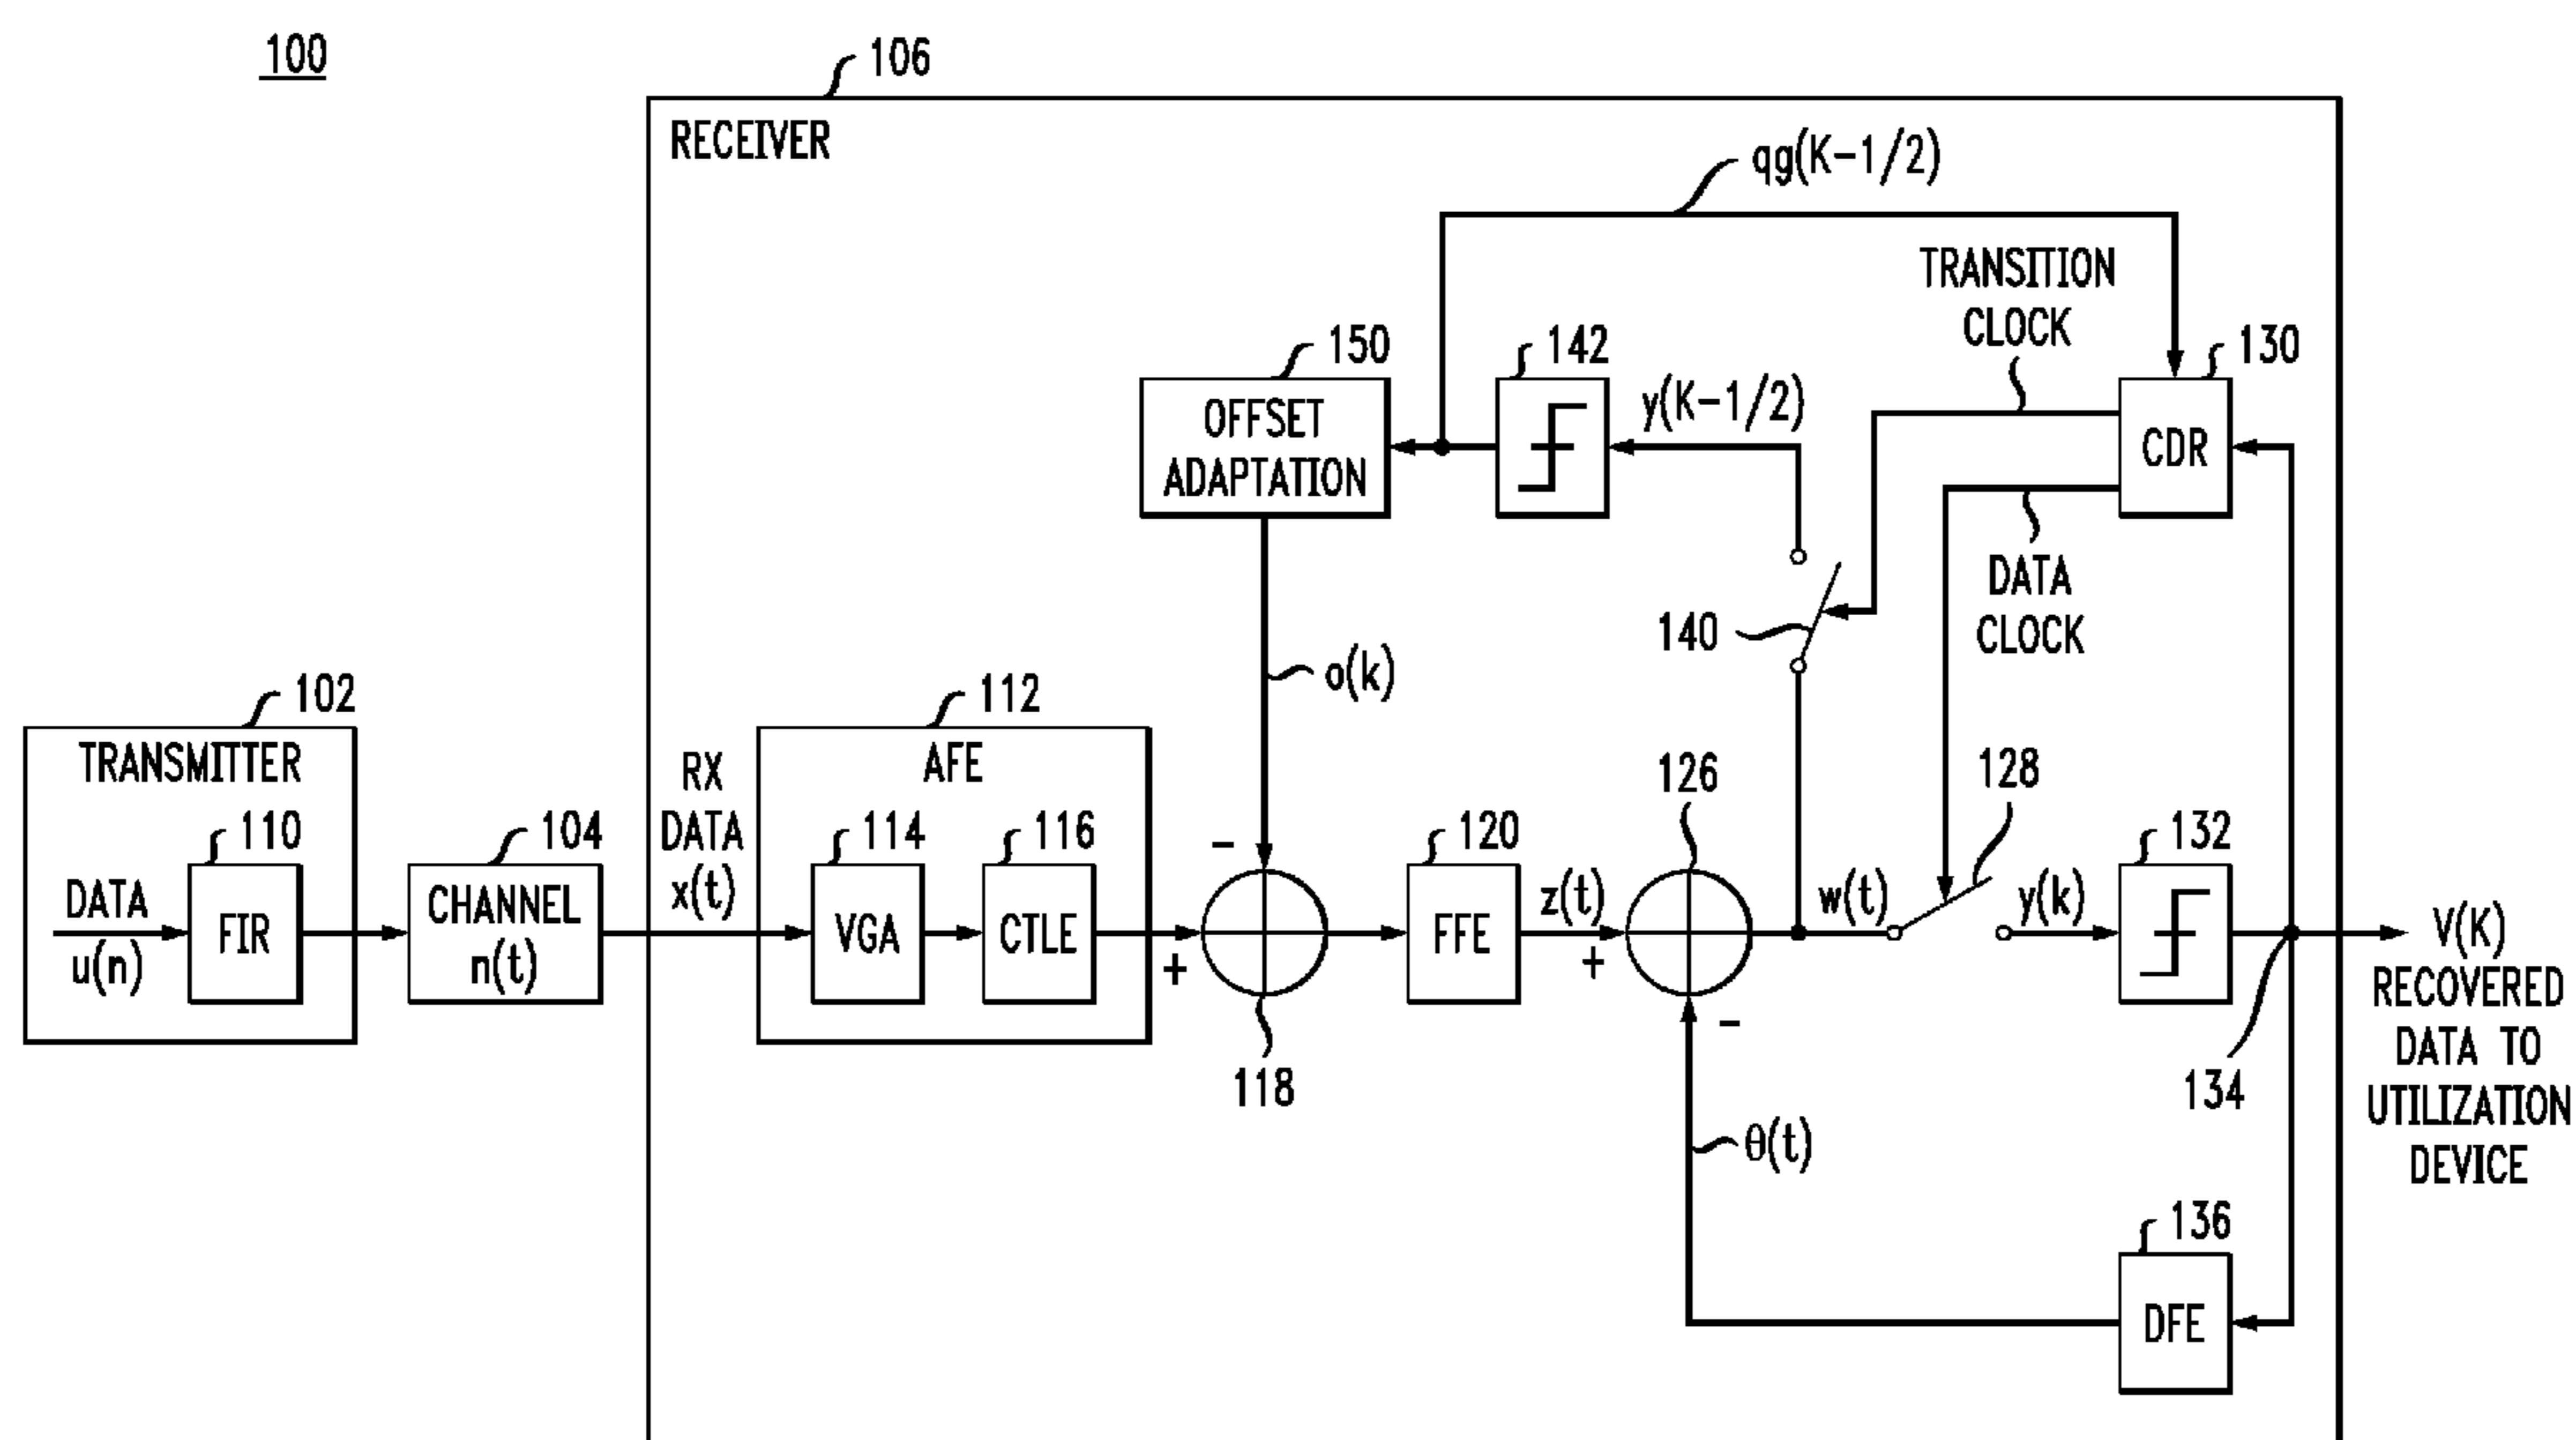 100
106
RECEIVER
qg(K-1/2)
TRANSITION
CLOCK
150
142
130
OFFSET
ADAPTATION
y(K-1/2)
CDR
DATA
CLOCK
140
o(k)
102
TRANSMITTER
112
AFE
RX
DATA
x(t)
126
128
110
104
114
116
-
120
132
DATA
u(n)
FIR
CHANNEL
n(t)
VGA
CTLE
+
FFE
z(t)
+
w(t)
y(k)
V(K)
RECOVERED
DATA TO
UTILIZATION
DEVICE
-
118
134
θ(t)
136
DFE